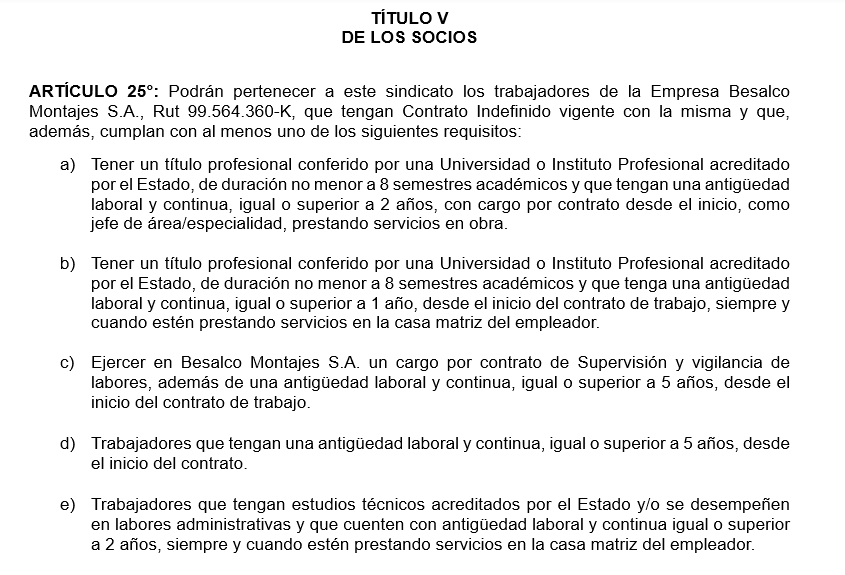 TÍTULO V
DE LOS SOCIOS
ARTÍCULO 25°: Podrán pertenecer a este sindicato los trabajadores de la Empresa Besalco
Montajes S.A., Rut 99.564.360-K, que tengan Contrato Indefinido vigente con la misma y que,
además, cumplan con al menos uno de los siguientes requisitos:
a) Tener un título profesional conferido por una Universidad o Instituto Profesional acreditado
por el Estado, de duración no menor a 8 semestres académicos y que tengan una antigüedad
laboral y continua, igual o superior a 2 años, con cargo por contrato desde el inicio, como
jefe de área/especialidad, prestando servicios en obra.
b) Tener un título profesional conferido por una Universidad o Instituto Profesional acreditado
por el Estado, de duración no menor a 8 semestres académicos y que tenga una antigüedad
laboral y continua, igual o superior a 1 año, desde el inicio del contrato de trabajo, siempre y
cuando estén prestando servicios en la casa matriz del empleador.
c) Ejercer en Besalco Montajes S.A. un cargo por contrato de Supervisión y vigilancia de
labores, además de una antigüedad laboral y continua, igual o superior a 5 años, desde el
inicio del contrato de trabajo.
d) Trabajadores que tengan una antigüedad laboral y continua, igual o superior a 5 años, desde
el inicio del contrato.
e) Trabajadores que tengan estudios técnicos acreditados por el Estado y/o se desempeñen
en labores administrativas y que cuenten con antigüedad laboral y continua igual o superior
a 2 años, siempre y cuando estén prestando servicios en la casa matriz del empleador.